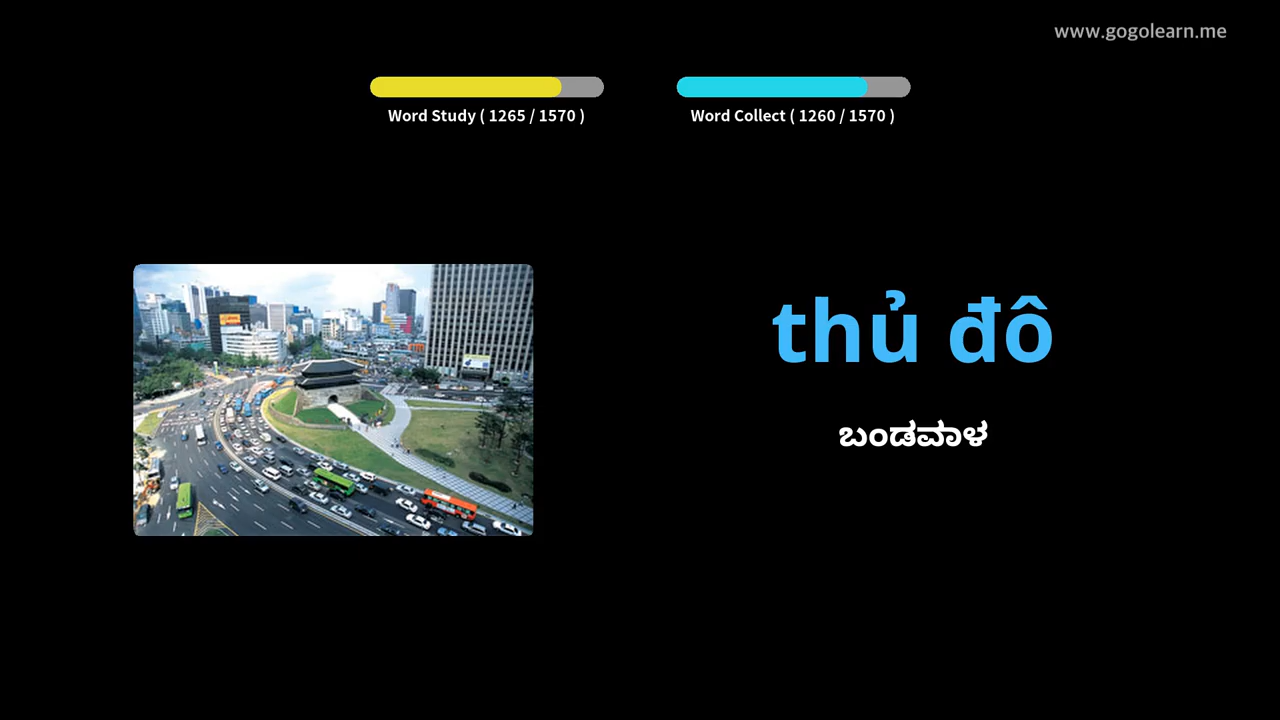 www.gogolearn.me
Word Study ( 1265 / 1570 )
Word Collect ( 1260 / 1570 )
thủ đô
ಬಂಡವಾಳ